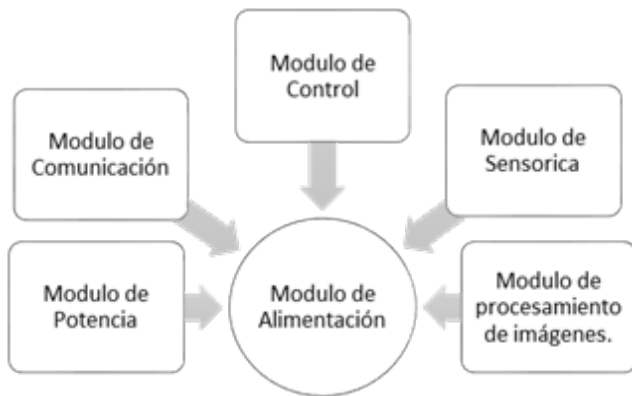 Modulo de
Control
Modulo de
Comunicación
Modulo de
Sensorica
Modulo de
Potencia
Modulo de
Alimentación
Modulo de
procesamiento
de imágenes.